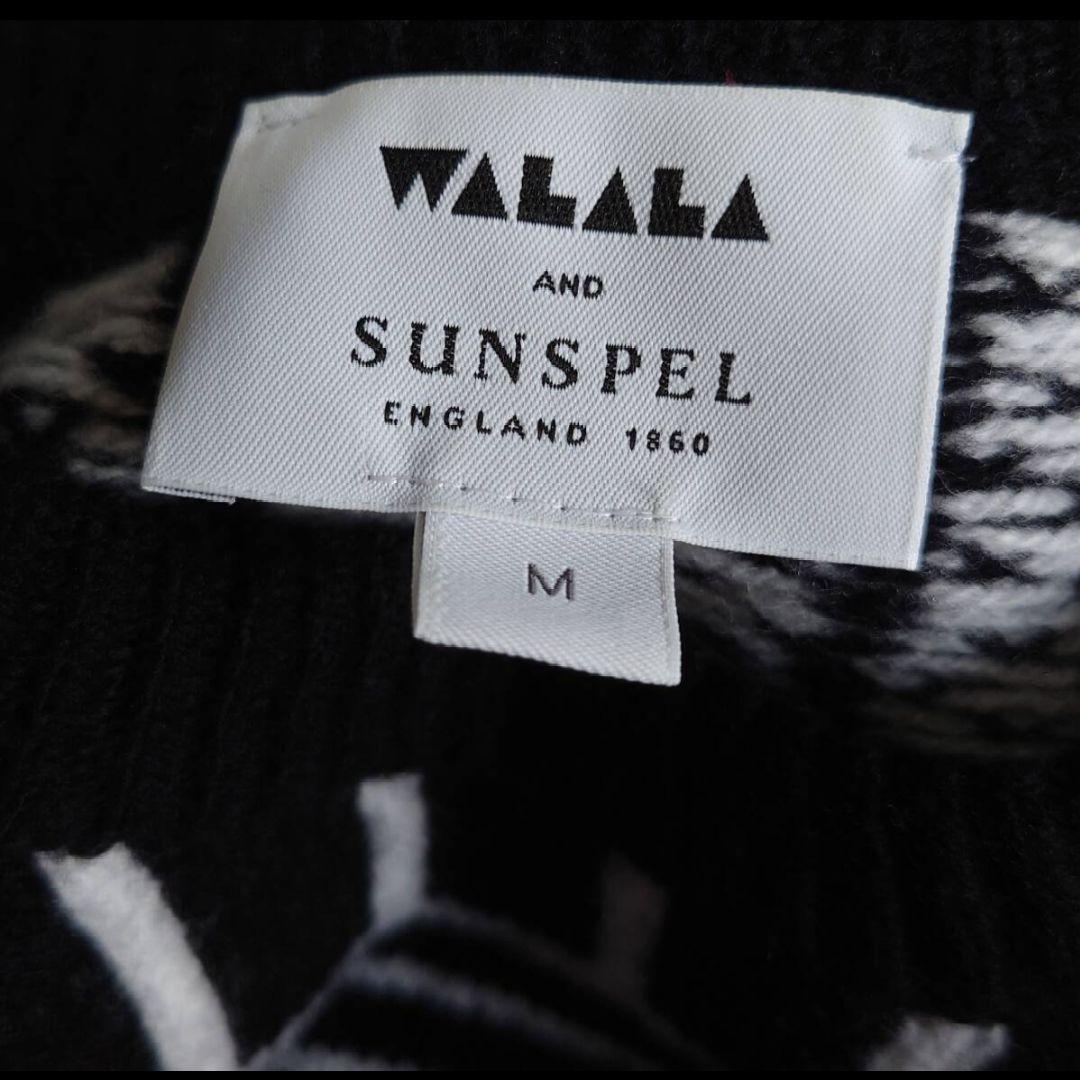 WALALA
AND
SUNSPEL
ENGLAND 1860
M